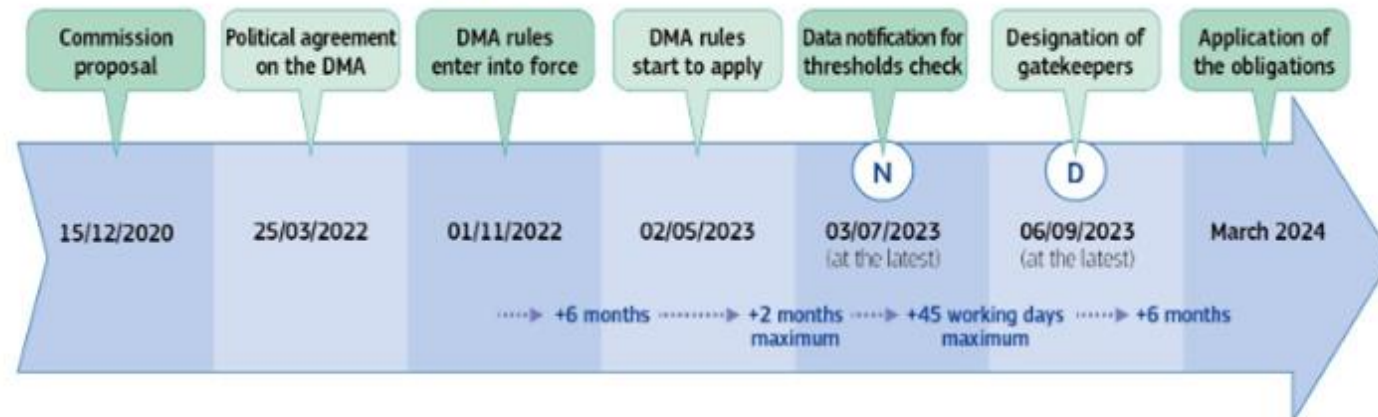 Commission
proposal
Political agreement
on the DMA
DMA rules
enter into force
DMA rules
start to apply
Data notification for
thresholds check
Designation of
gatekeepers
Application of
the obligations
N
D
15/12/2020
25/03/2022
01/11/2022
02/05/2023
03/07/2023
(at the latest)
06/09/2023
(at the latest)
March 2024
+6 months
+2 months
maximum
+45 working days
maximum
+6 months